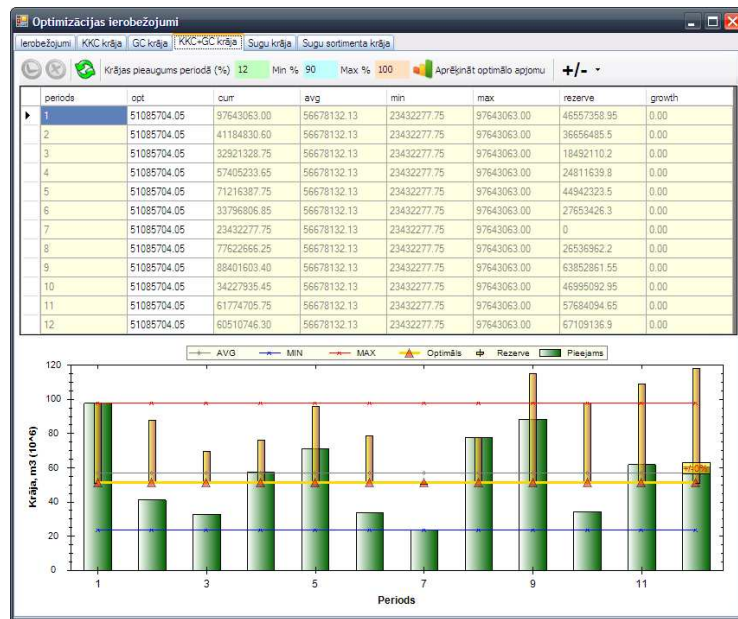 Optimizācijas ierobežojumi
Ierobežojumi KKC krāja GC krāja KKC+GC krāja Sugu krāja Sugu sortimenta krāja
Krājas pieaugums periodā (%) 12 Min % 90 Max % 100 Aprēķināt optimālo apjomu +/-
periods opt curr avg min max rezerve growth
1 51085704.05 97643063.00 56678132.13 23432277.75 97643063.00 46557358.95 0.00
2 51085704.05 41184830.60 56678132.13 23432277.75 97643063.00 36656485.5 0.00
3 51085704.05 32921328.75 56678132.13 23432277.75 97643063.00 18492110.2 0.00
4 51085704.05 57405233.65 56678132.13 23432277.75 97643063.00 24811639.8 0.00
5 51085704.05 71216387.75 56678132.13 23432277.75 97643063.00 44942323.5 0.00
6 51085704.05 33796806.85 56678132.13 23432277.75 97643063.00 27653426.3 0.00
7 51085704.05 23432277.75 56678132.13 23432277.75 97643063.00 0 0.00
8 51085704.05 77622666.25 56678132.13 23432277.75 97643063.00 26536962.2 0.00
9 51085704.05 88401603.40 56678132.13 23432277.75 97643063.00 63852861.55 0.00
10 51085704.05 34227935.45 56678132.13 23432277.75 97643063.00 46995092.95 0.00
11 51085704.05 61774705.75 56678132.13 23432277.75 97643063.00 57684094.65 0.00
12 51085704.05 60510746.30 56678132.13 23432277.75 97643063.00 67109136.9 0.00
AVG MIN MAX Optimāls Rezerve Pieejams
Krāja, m3 (10^6)
120
100
80
60
40
20
0
+/-0%
1 3 5 7 9 11
Periods